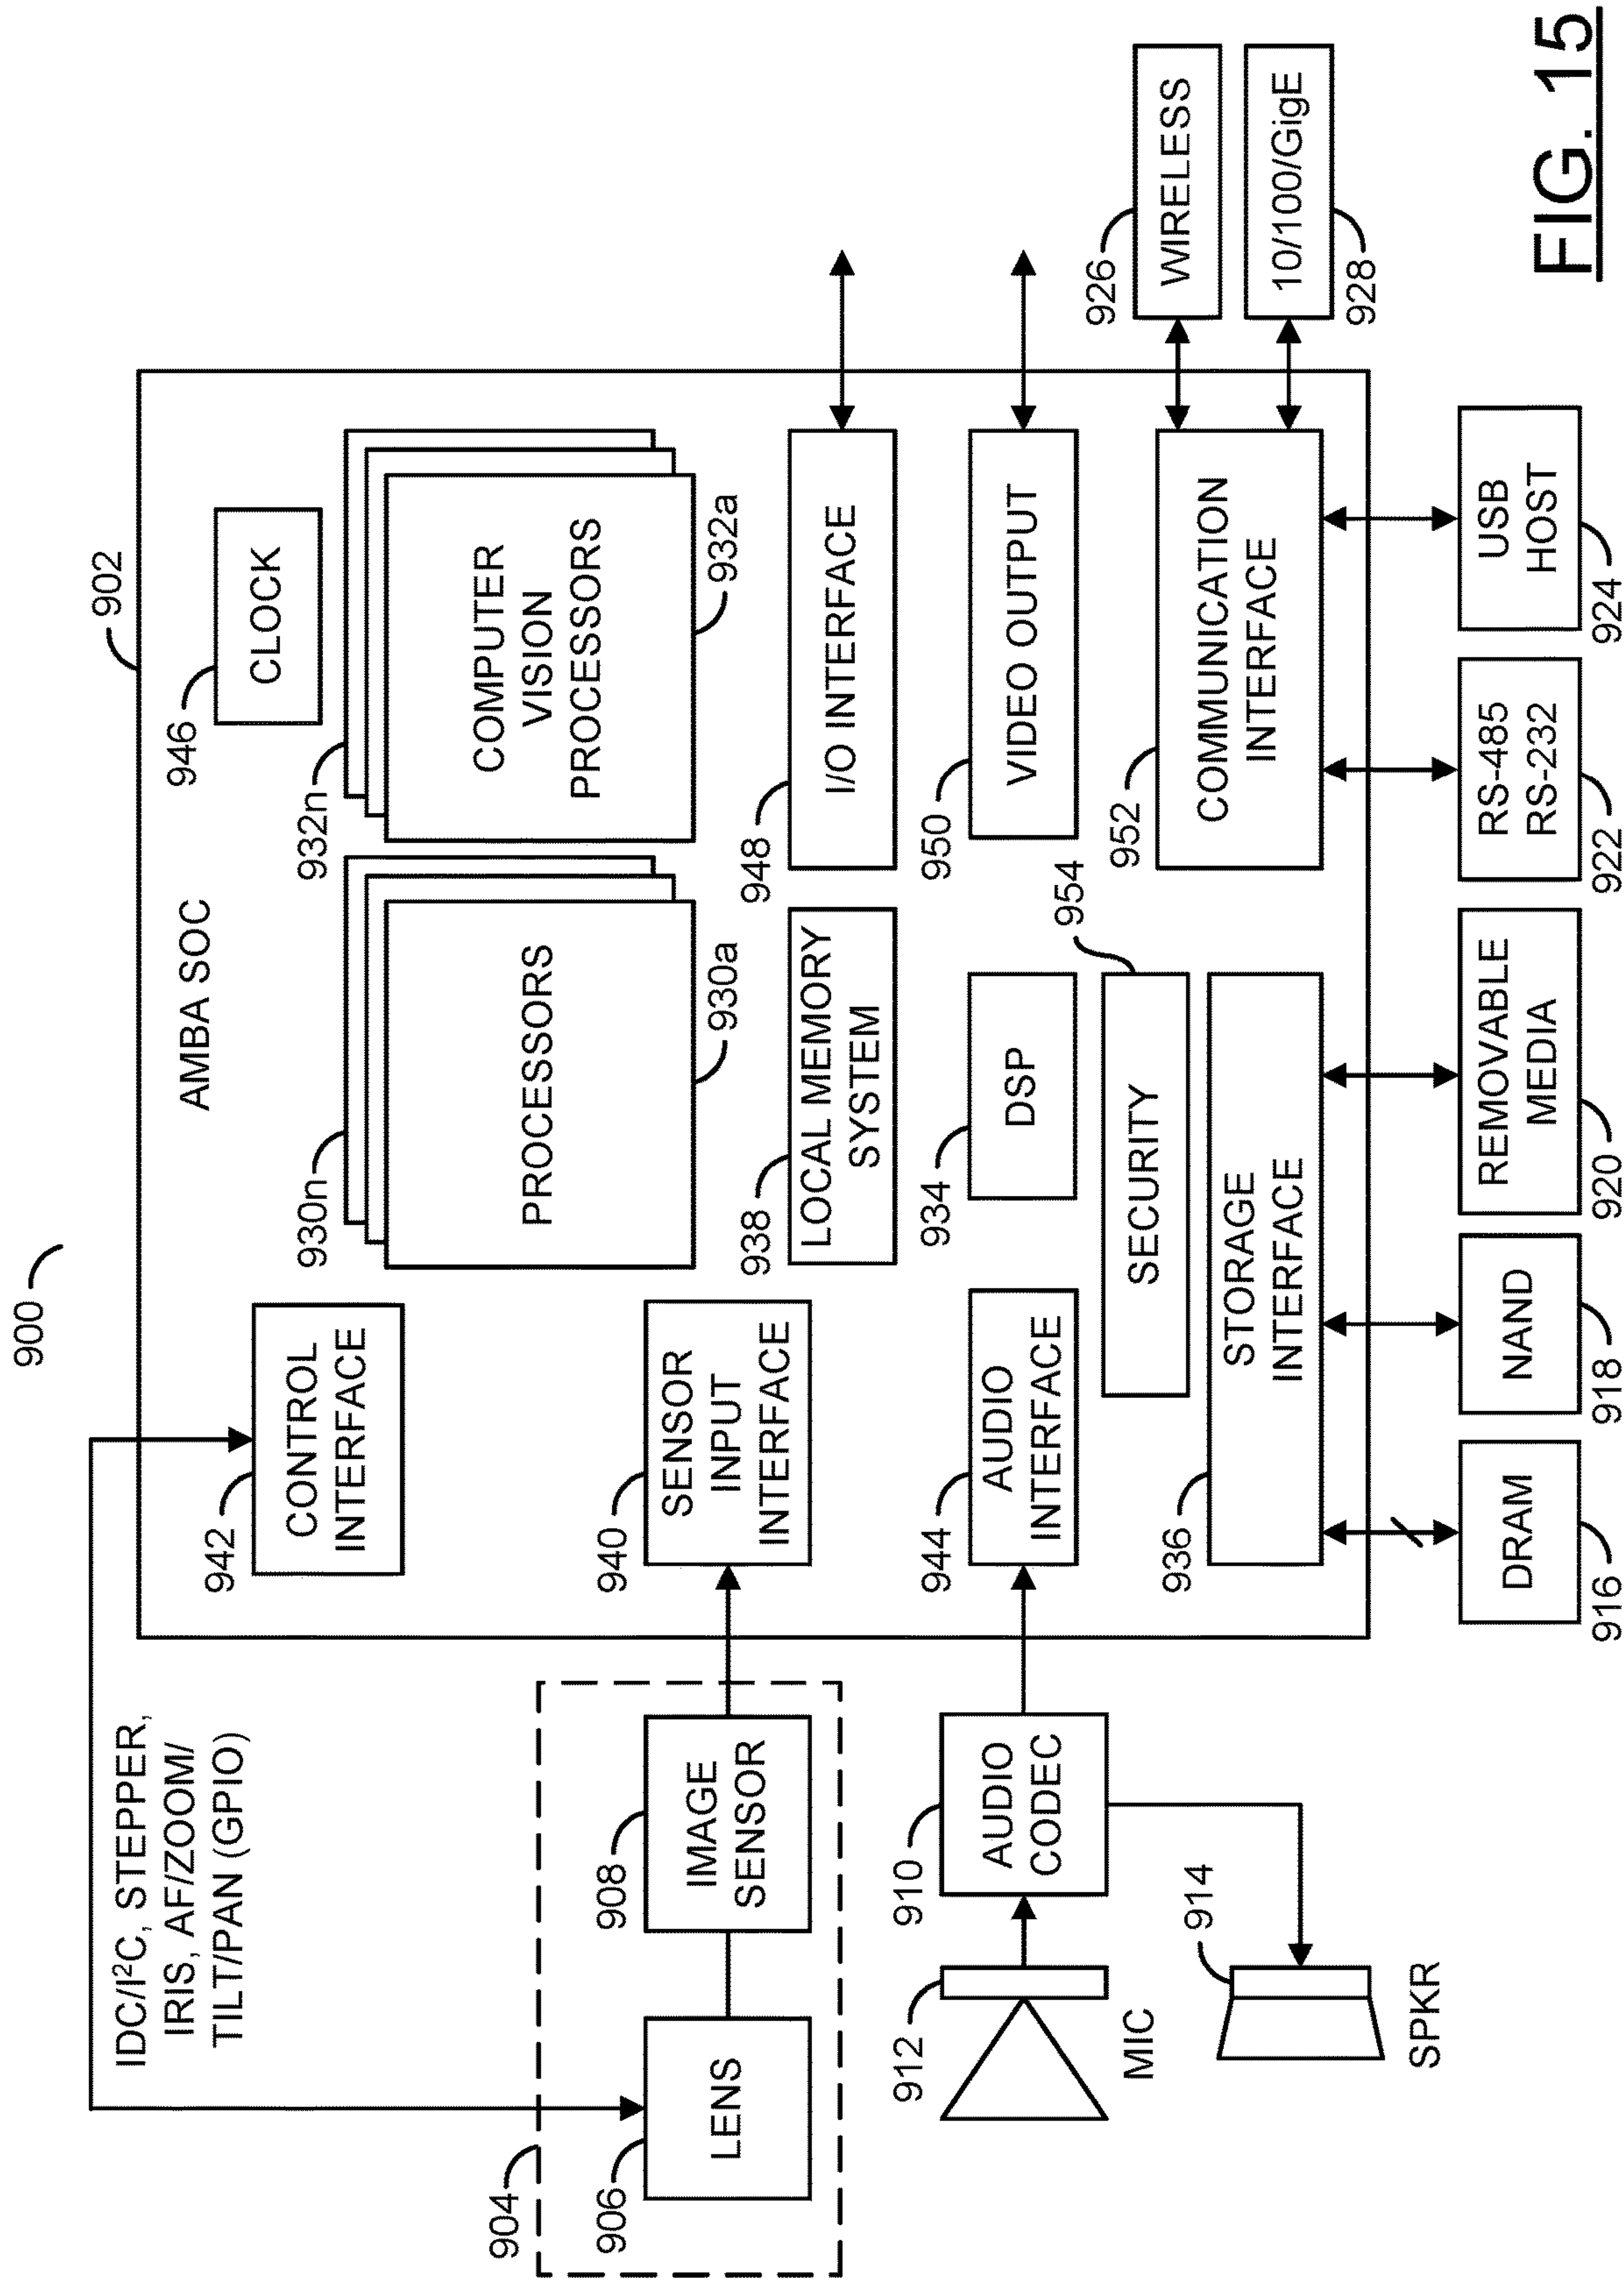 900
902
AMBA SOC
IDC/I²C, STEPPER,
IRIS, AF/ZOOM/
TILT/PAN (GPIO)
942
CONTROL
INTERFACE
946
CLOCK
930n
PROCESSORS
930a
932n
COMPUTER
VISION
PROCESSORS
932a
904
906
LENS
908
IMAGE
SENSOR
940
SENSOR
INPUT
INTERFACE
938
LOCAL MEMORY
SYSTEM
948
I/O INTERFACE
912
MIC
910
AUDIO
CODEC
944
AUDIO
INTERFACE
934
DSP
950
VIDEO OUTPUT
914
SPKR
954
SECURITY
936
STORAGE
INTERFACE
952
COMMUNICATION
INTERFACE
926
WIRELESS
10/100/GigE
928
DRAM
916
NAND
918
REMOVABLE
MEDIA
920
RS-485
RS-232
922
USB
HOST
924
FIG. 15